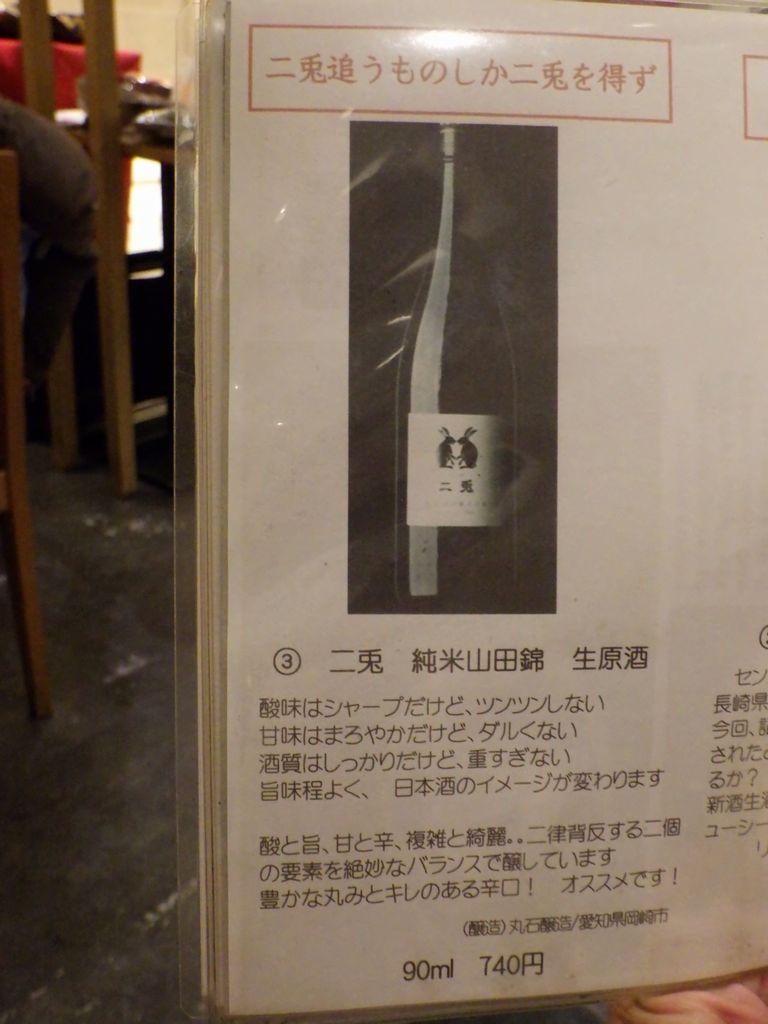 二兎追うものしか二兎を得ず
二兎
③ 二兎 純米山田錦 生原酒
酸味はシャープだけど、ツンツンしない
甘味はまろやかだけど、ダルくない
酒質はしっかりだけど、重すぎない
旨味程よく、 日本酒のイメージが変わります
酸と旨、甘と辛、複雑と綺麗。。二律背反する二個
の要素を絶妙なバランスで醸しています
豊かな丸みとキレのある辛口！ オススメです！
(醸造)丸石醸造/愛知県岡崎市
90ml 740円
セン
長崎県
今回、
された
るか？
新酒生
ューシー